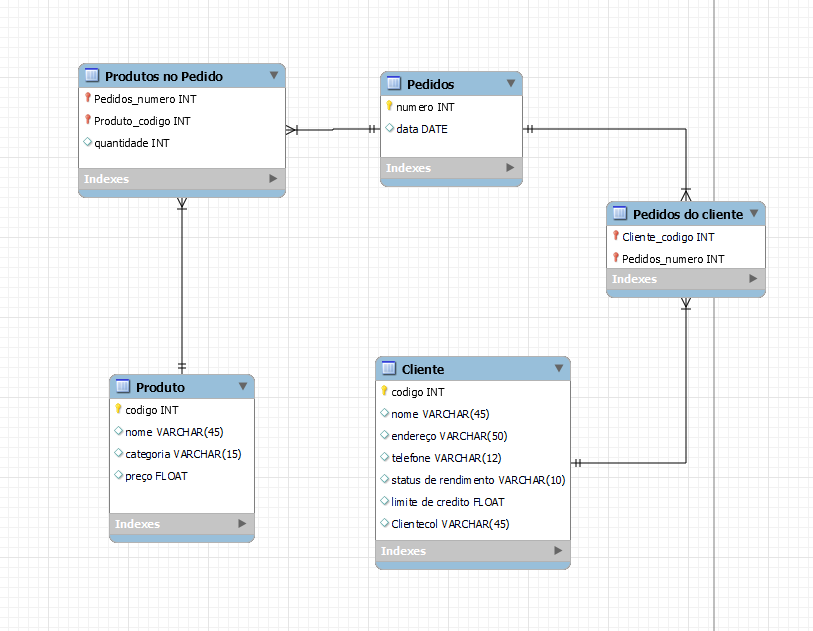 Produtos no Pedido
Pedidos_numero INT
Produto_codigo INT
quantidade INT
Indexes
Pedidos
numero INT
data DATE
Indexes
Pedidos do cliente
Cliente_codigo INT
Pedidos_numero INT
Indexes
Produto
codigo INT
nome VARCHAR(45)
categoria VARCHAR(15)
preço FLOAT
Indexes
Cliente
codigo INT
nome VARCHAR(45)
endereço VARCHAR(50)
telefone VARCHAR(12)
status de rendimento VARCHAR(10)
limite de credito FLOAT
Clientecol VARCHAR(45)
Indexes